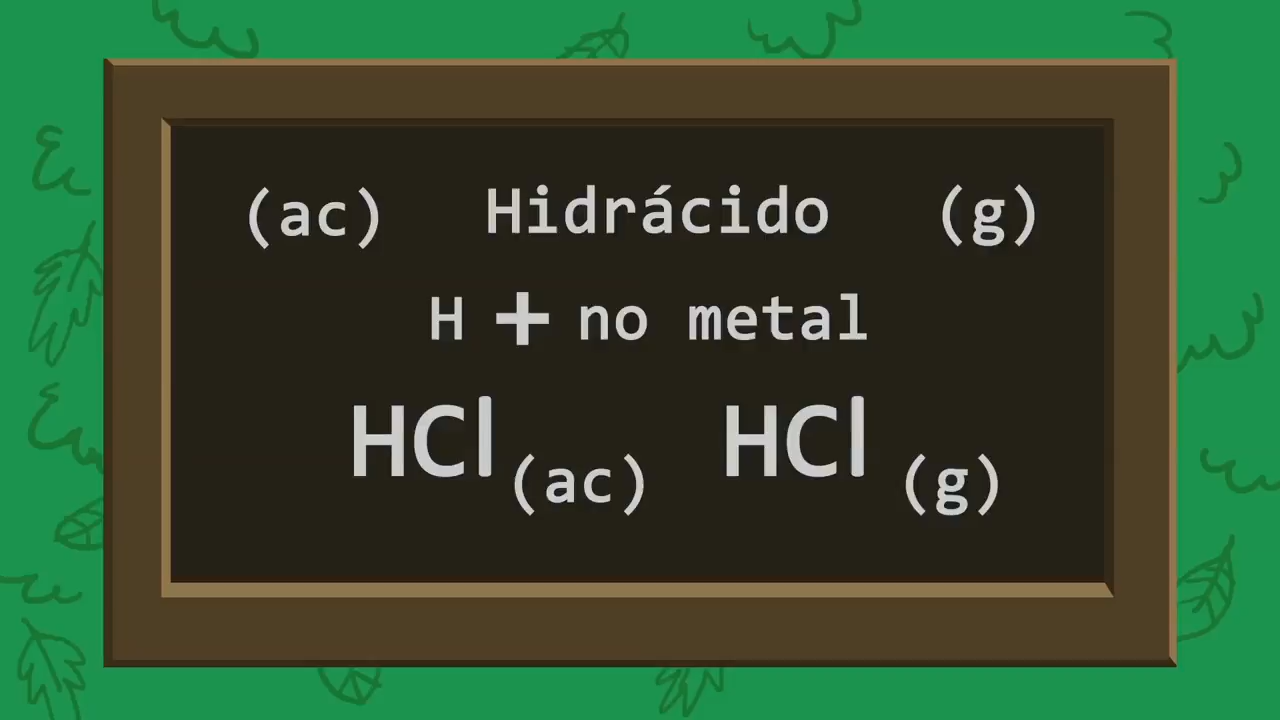 (ac) Hidrácido (g)
H + no metal
HCl(ac) HCl (g)